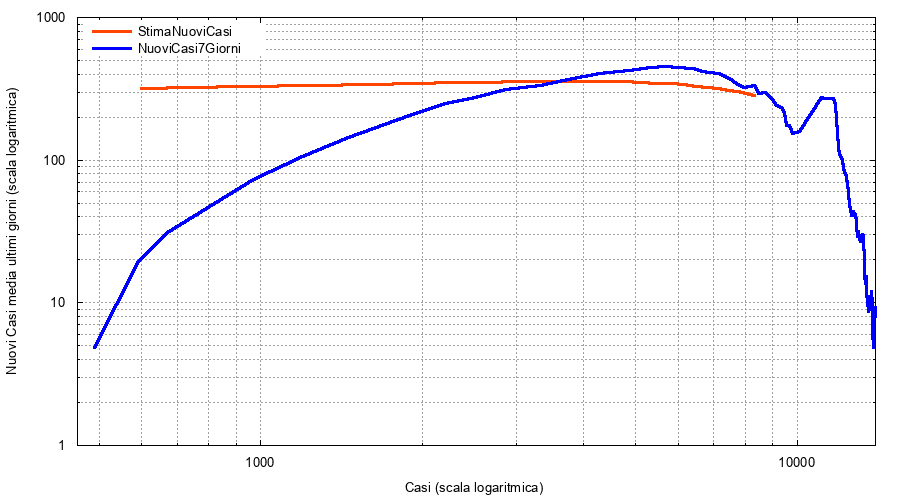 1000
StimaNuoviCasi
NuoviCasi7Giorni
100
10
1
1000
10000
Nuovi Casi media ultimi giorni (scala logaritmica)
Casi (scala logaritmica)